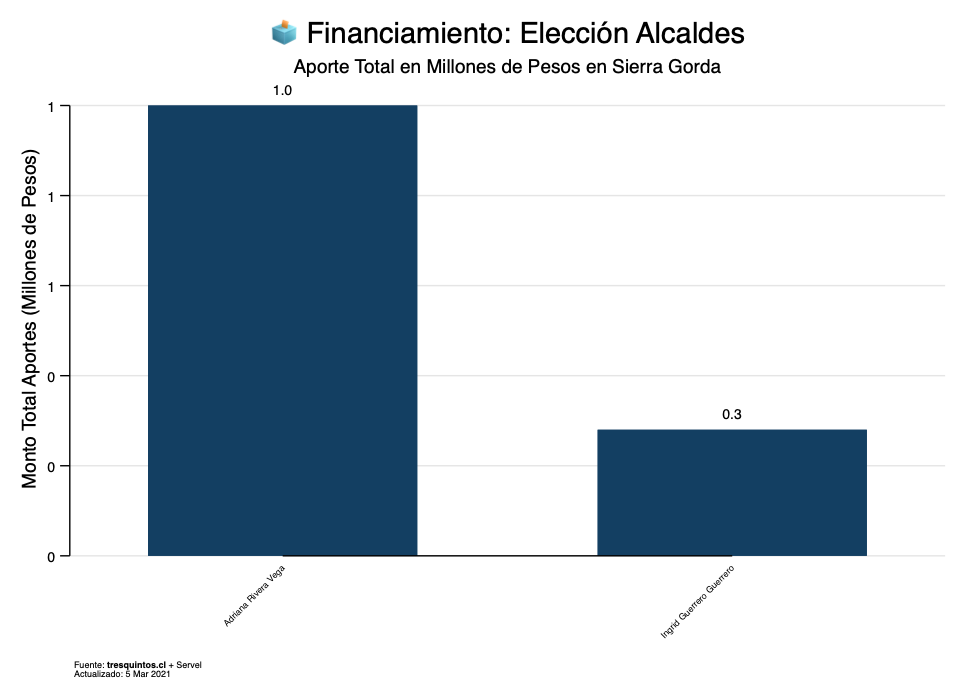 Financiamiento: Elección Alcaldes
Aporte Total en Millones de Pesos en Sierra Gorda
Monto Total Aportes (Millones de Pesos)
1
1
1
0
0
0
1.0
0.3
Adriana Rivera Vega
Ingrid Guerrero Guerrero
Fuente: tresquintos.cl + Servel
Actualizado: 5 Mar 2021